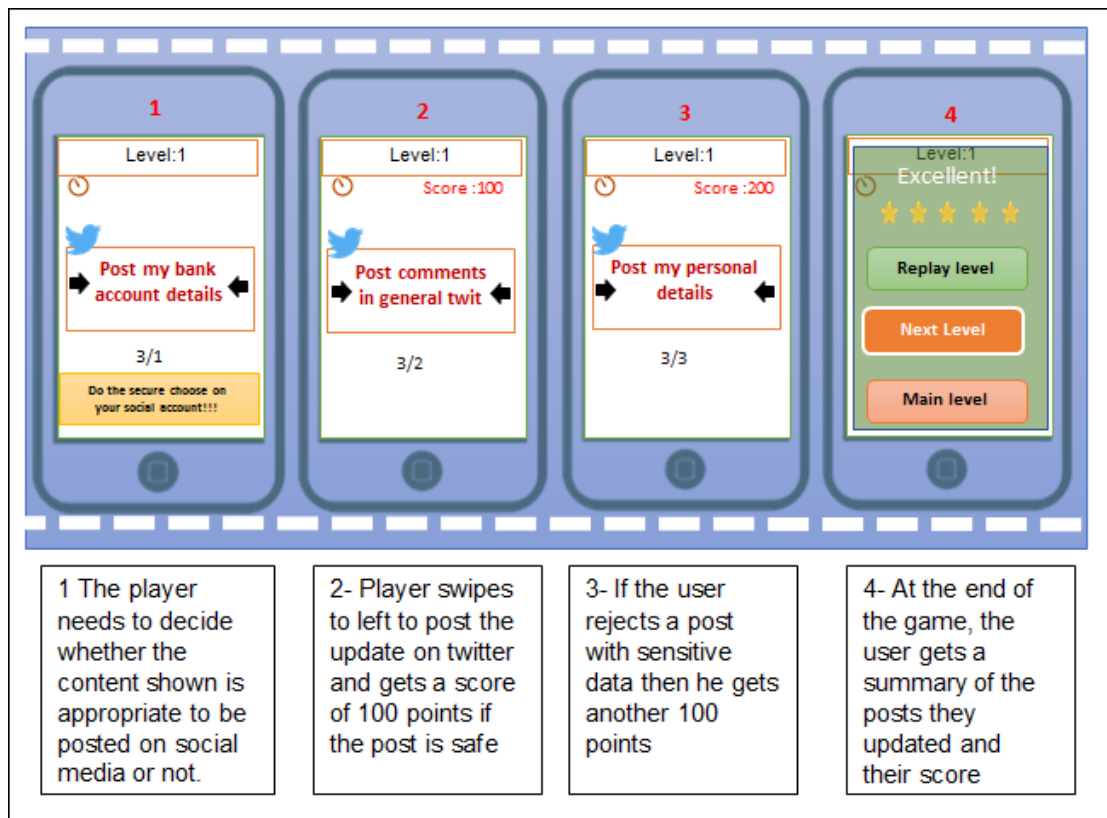 1
Level:1
Post my bank
account details
3/1
Do the secure choose on
your social account!!!
2
Level:1
Score :100
Post comments
in general twit
3/2
3
Level:1
Score :200
Post my personal
details
3/3
4
Level:1
Excellent!
Replay level
Next Level
Main level
1 The player
needs to decide
whether the
content shown is
appropriate to be
posted on social
media or not.
2- Player swipes
to left to post the
update on twitter
and gets a score
of 100 points if
the post is safe
3- If the user
rejects a post
with sensitive
data then he gets
another 100
points
4- At the end of
the game, the
user gets a
summary of the
posts they
updated and
their score